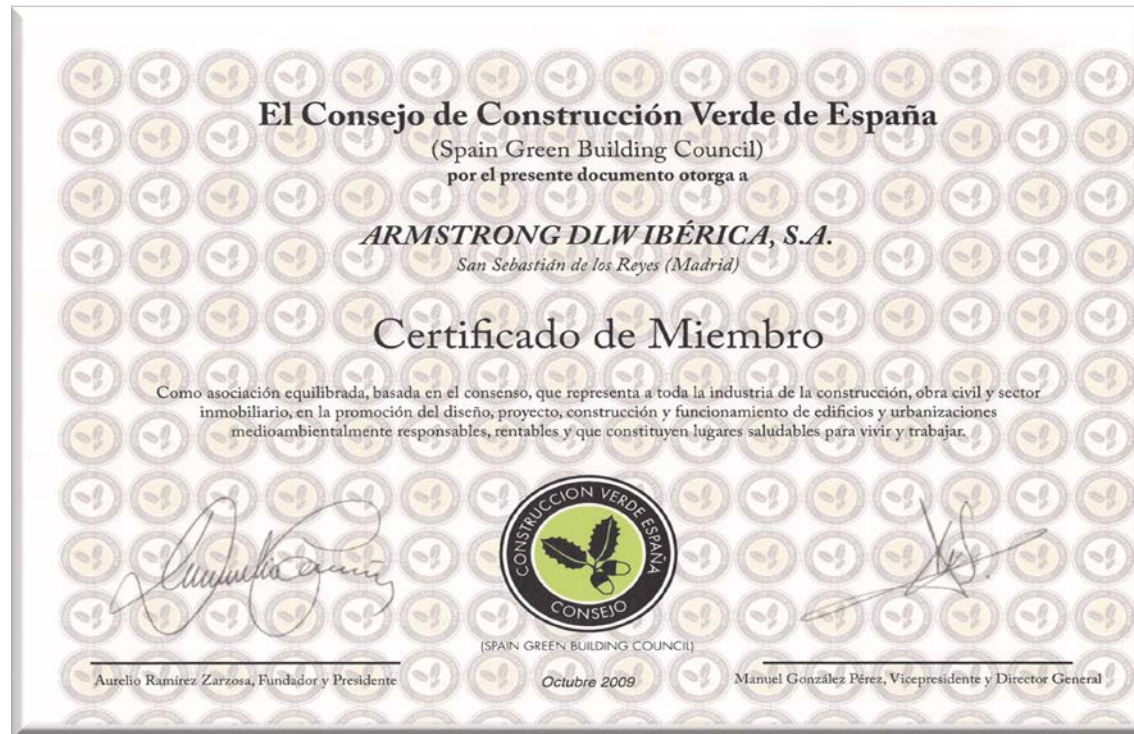 El Consejo de Construcción Verde de España
(Spain Green Building Council)
por el presente documento otorga a
ARMSTRONG DLW IBÉRICA, S.A.
San Sebastián de los Reyes (Madrid)
Certificado de Miembro
Como asociación equilibrada, basada en el consenso, que representa a toda la industria de la construcción, obra civil y sector
inmobiliario, en la promoción del diseño, proyecto, construcción y funcionamiento de edificios y urbanizaciones
medioambientalmente responsables, rentables y que constituyen lugares saludables para vivir y trabajar.
CONSTRUCCION VERDE ESPAÑA
CONSEJO
(SPAIN GREEN BUILDING COUNCIL)
Aurelio Ramírez Zarzosa, Fundador y Presidente
Octubre 2009
Manuel González Pérez, Vicepresidente y Director General